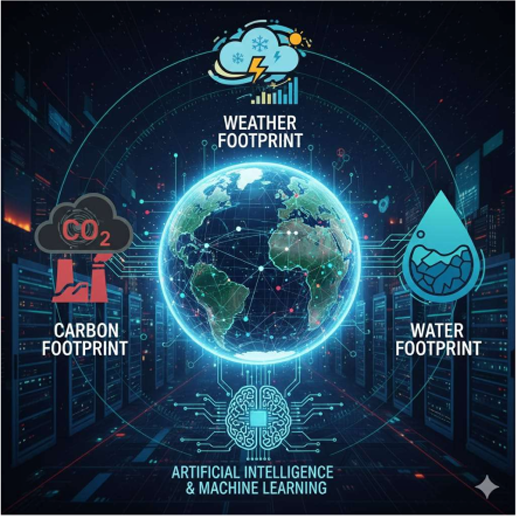 WEATHER
FOOTPRINT
CO2
CARBON
FOOTPRINT
WATER
FOOTPRINT
ARTIFICIAL INTELLIGENCE
& MACHINE LEARNING